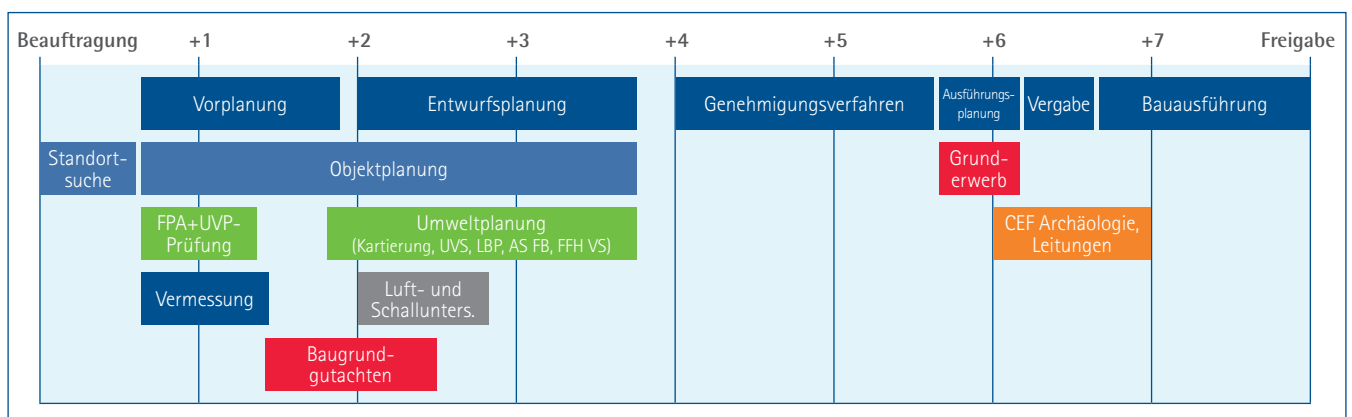 Beauftragung +1 +2 +3 +4 +5 +6 +7 Freigabe
Vorplanung
Entwurfsplanung
Genehmigungsverfahren
Ausführungs-
planung
Vergabe
Bauausführung
Standort-
suche
Objektplanung
Grund-
erwerb
FPA+UVP-
Prüfung
Umweltplanung
(Kartierung, UVS, LBP, AS FB, FFH VS)
CEF Archäologie,
Leitungen
Vermessung
Luft- und
Schallunters.
Baugrund-
gutachten